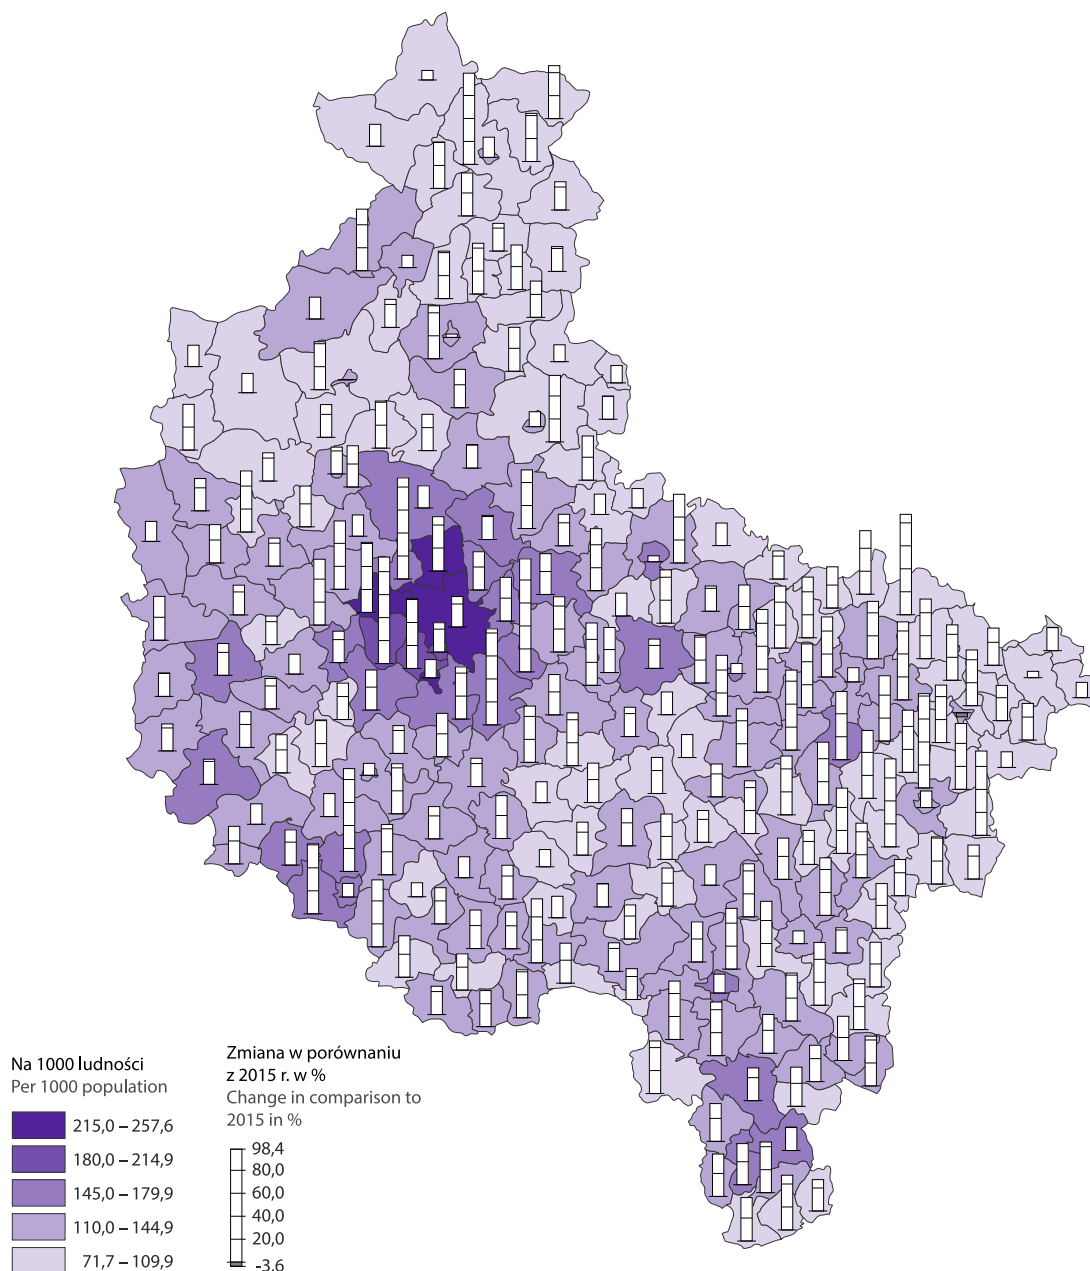 Na 1000 ludności
Per 1000 population
215,0 – 257,6
180,0 – 214,9
145,0 – 179,9
110,0 – 144,9
71,7 – 109,9
Zmiana w porównaniu
z 2015 r. w %
Change in comparison to
2015 in %
98,4
80,0
60,0
40,0
20,0
-3,6